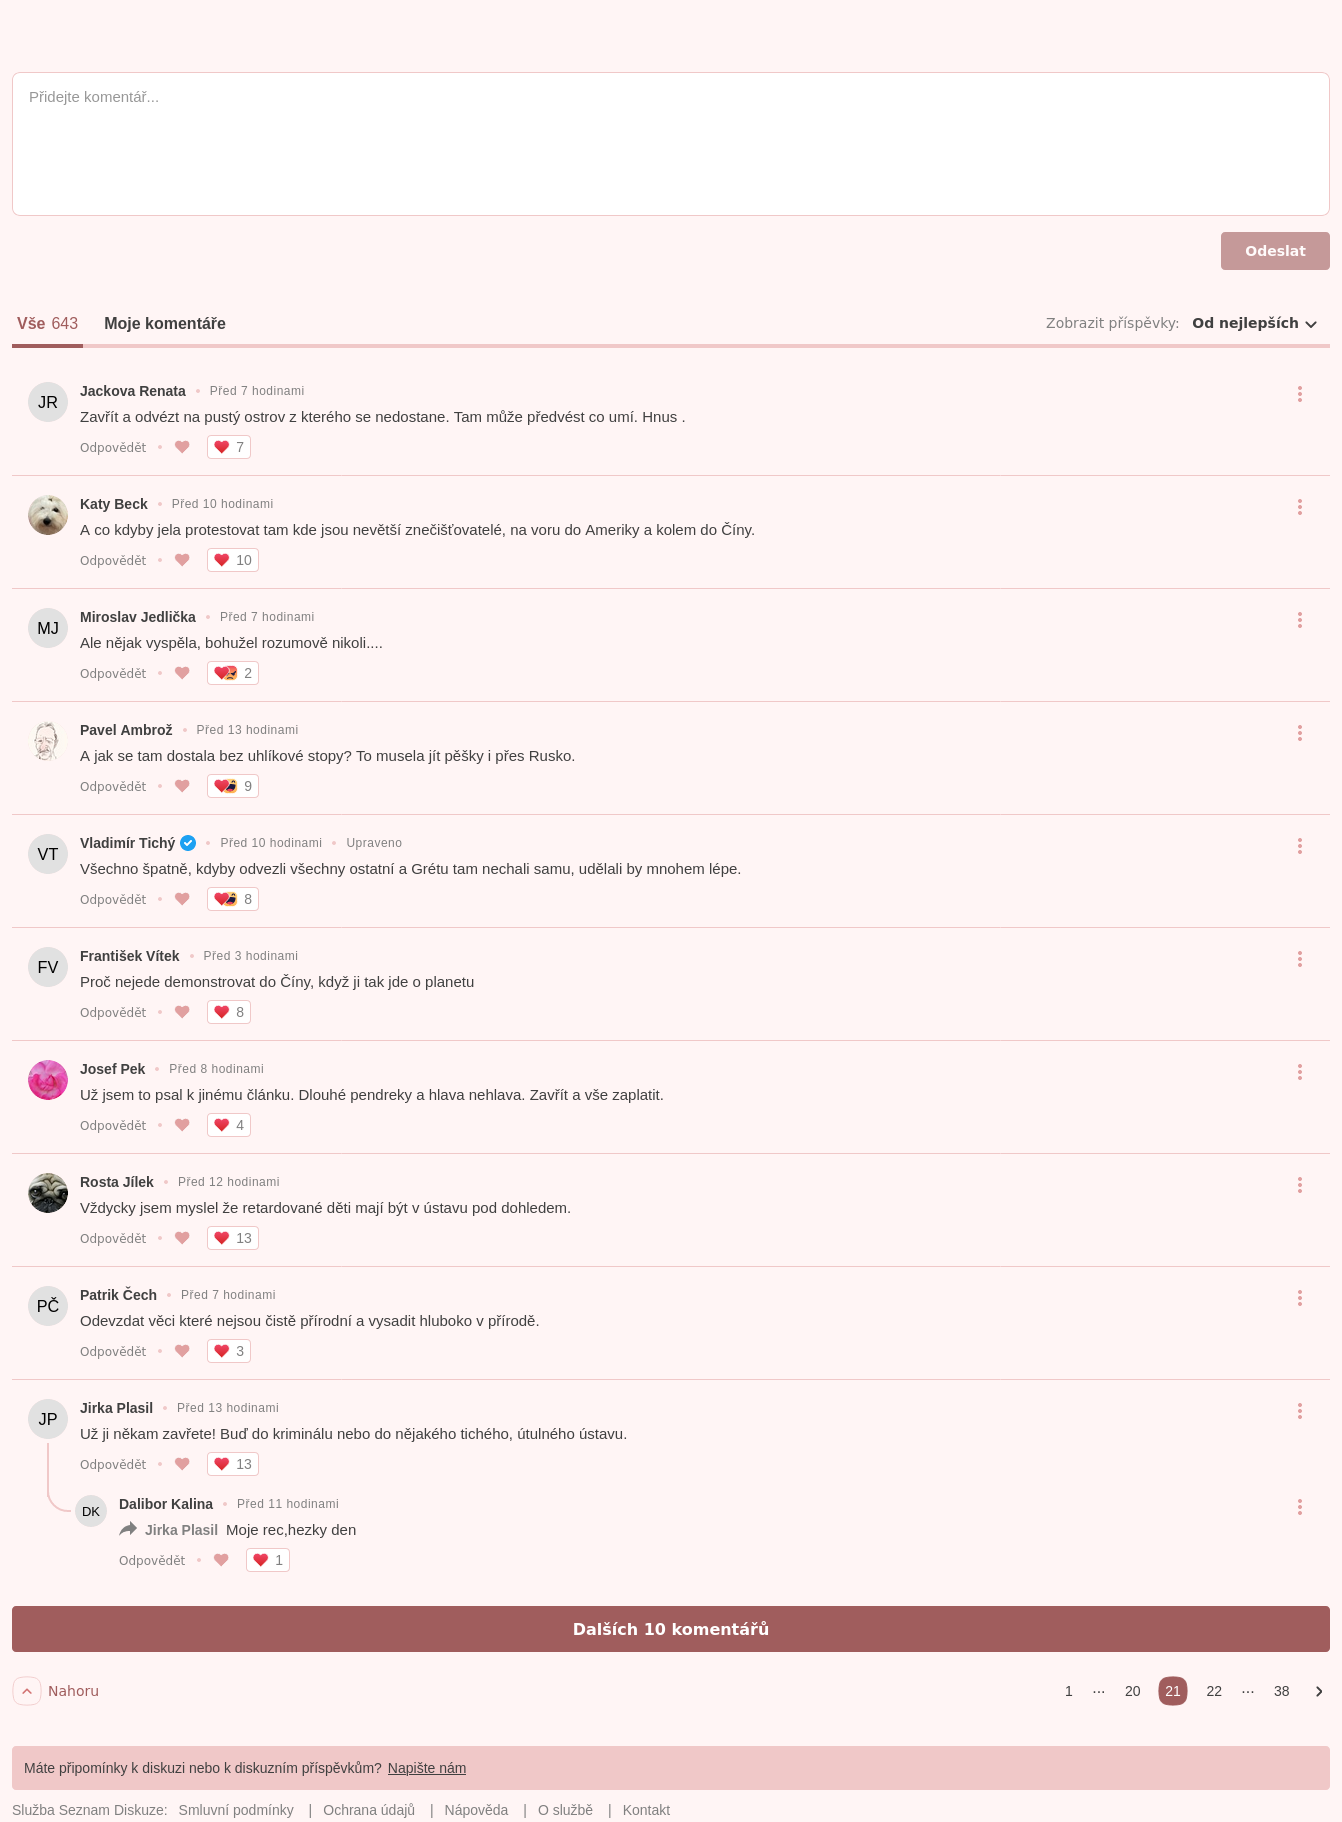 Přidejte komentář...
Odeslat
Vše 643 Moje komentáře Zobrazit příspěvky: Od nejlepších
JR Jackova Renata • Před 7 hodinami
Zavřít a odvézt na pustý ostrov z kterého se nedostane. Tam může předvést co umí. Hnus .
Odpovědět • 7
Katy Beck • Před 10 hodinami
A co kdyby jela protestovat tam kde jsou nevětší znečišťovatelé, na voru do Ameriky a kolem do Číny.
Odpovědět • 10
MJ Miroslav Jedlička • Před 7 hodinami
Ale nějak vyspěla, bohužel rozumově nikoli....
Odpovědět • 2
Pavel Ambrož • Před 13 hodinami
A jak se tam dostala bez uhlíkové stopy? To musela jít pěšky i přes Rusko.
Odpovědět • 9
VT Vladimír Tichý • Před 10 hodinami • Upraveno
Všechno špatně, kdyby odvezli všechny ostatní a Grétu tam nechali samu, udělali by mnohem lépe.
Odpovědět • 8
FV František Vítek • Před 3 hodinami
Proč nejede demonstrovat do Číny, když ji tak jde o planetu
Odpovědět • 8
Josef Pek • Před 8 hodinami
Už jsem to psal k jinému článku. Dlouhé pendreky a hlava nehlava. Zavřít a vše zaplatit.
Odpovědět • 4
Rosta Jílek • Před 12 hodinami
Vždycky jsem myslel že retardované děti mají být v ústavu pod dohledem.
Odpovědět • 13
PČ Patrik Čech • Před 7 hodinami
Odevzdat věci které nejsou čistě přírodní a vysadit hluboko v přírodě.
Odpovědět • 3
JP Jirka Plasil • Před 13 hodinami
Už ji někam zavřete! Buď do kriminálu nebo do nějakého tichého, útulného ústavu.
Odpovědět • 13
DK Dalibor Kalina • Před 11 hodinami
Jirka Plasil Moje rec,hezky den
Odpovědět • 1
Dalších 10 komentářů
Nahoru 1 ··· 20 21 22 ··· 38
Máte připomínky k diskuzi nebo k diskuzním příspěvkům? Napište nám
Služba Seznam Diskuze: Smluvní podmínky | Ochrana údajů | Nápověda | O službě | Kontakt